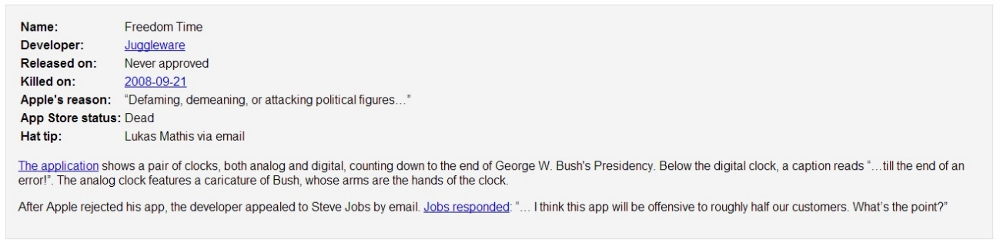 Name: Freedom Time
Developer: Juggleware
Released on: Never approved
Killed on: 2008-09-21
Apple's reason: “Defaming, demeaning, or attacking political figures…”
App Store status: Dead
Hat tip: Lukas Mathis via email
The application shows a pair of clocks, both analog and digital, counting down to the end of George W. Bush's Presidency. Below the digital clock, a caption reads “…till the end of an
error!”. The analog clock features a caricature of Bush, whose arms are the hands of the clock.
After Apple rejected his app, the developer appealed to Steve Jobs by email. Jobs responded: “… I think this app will be offensive to roughly half our customers. What’s the point?”